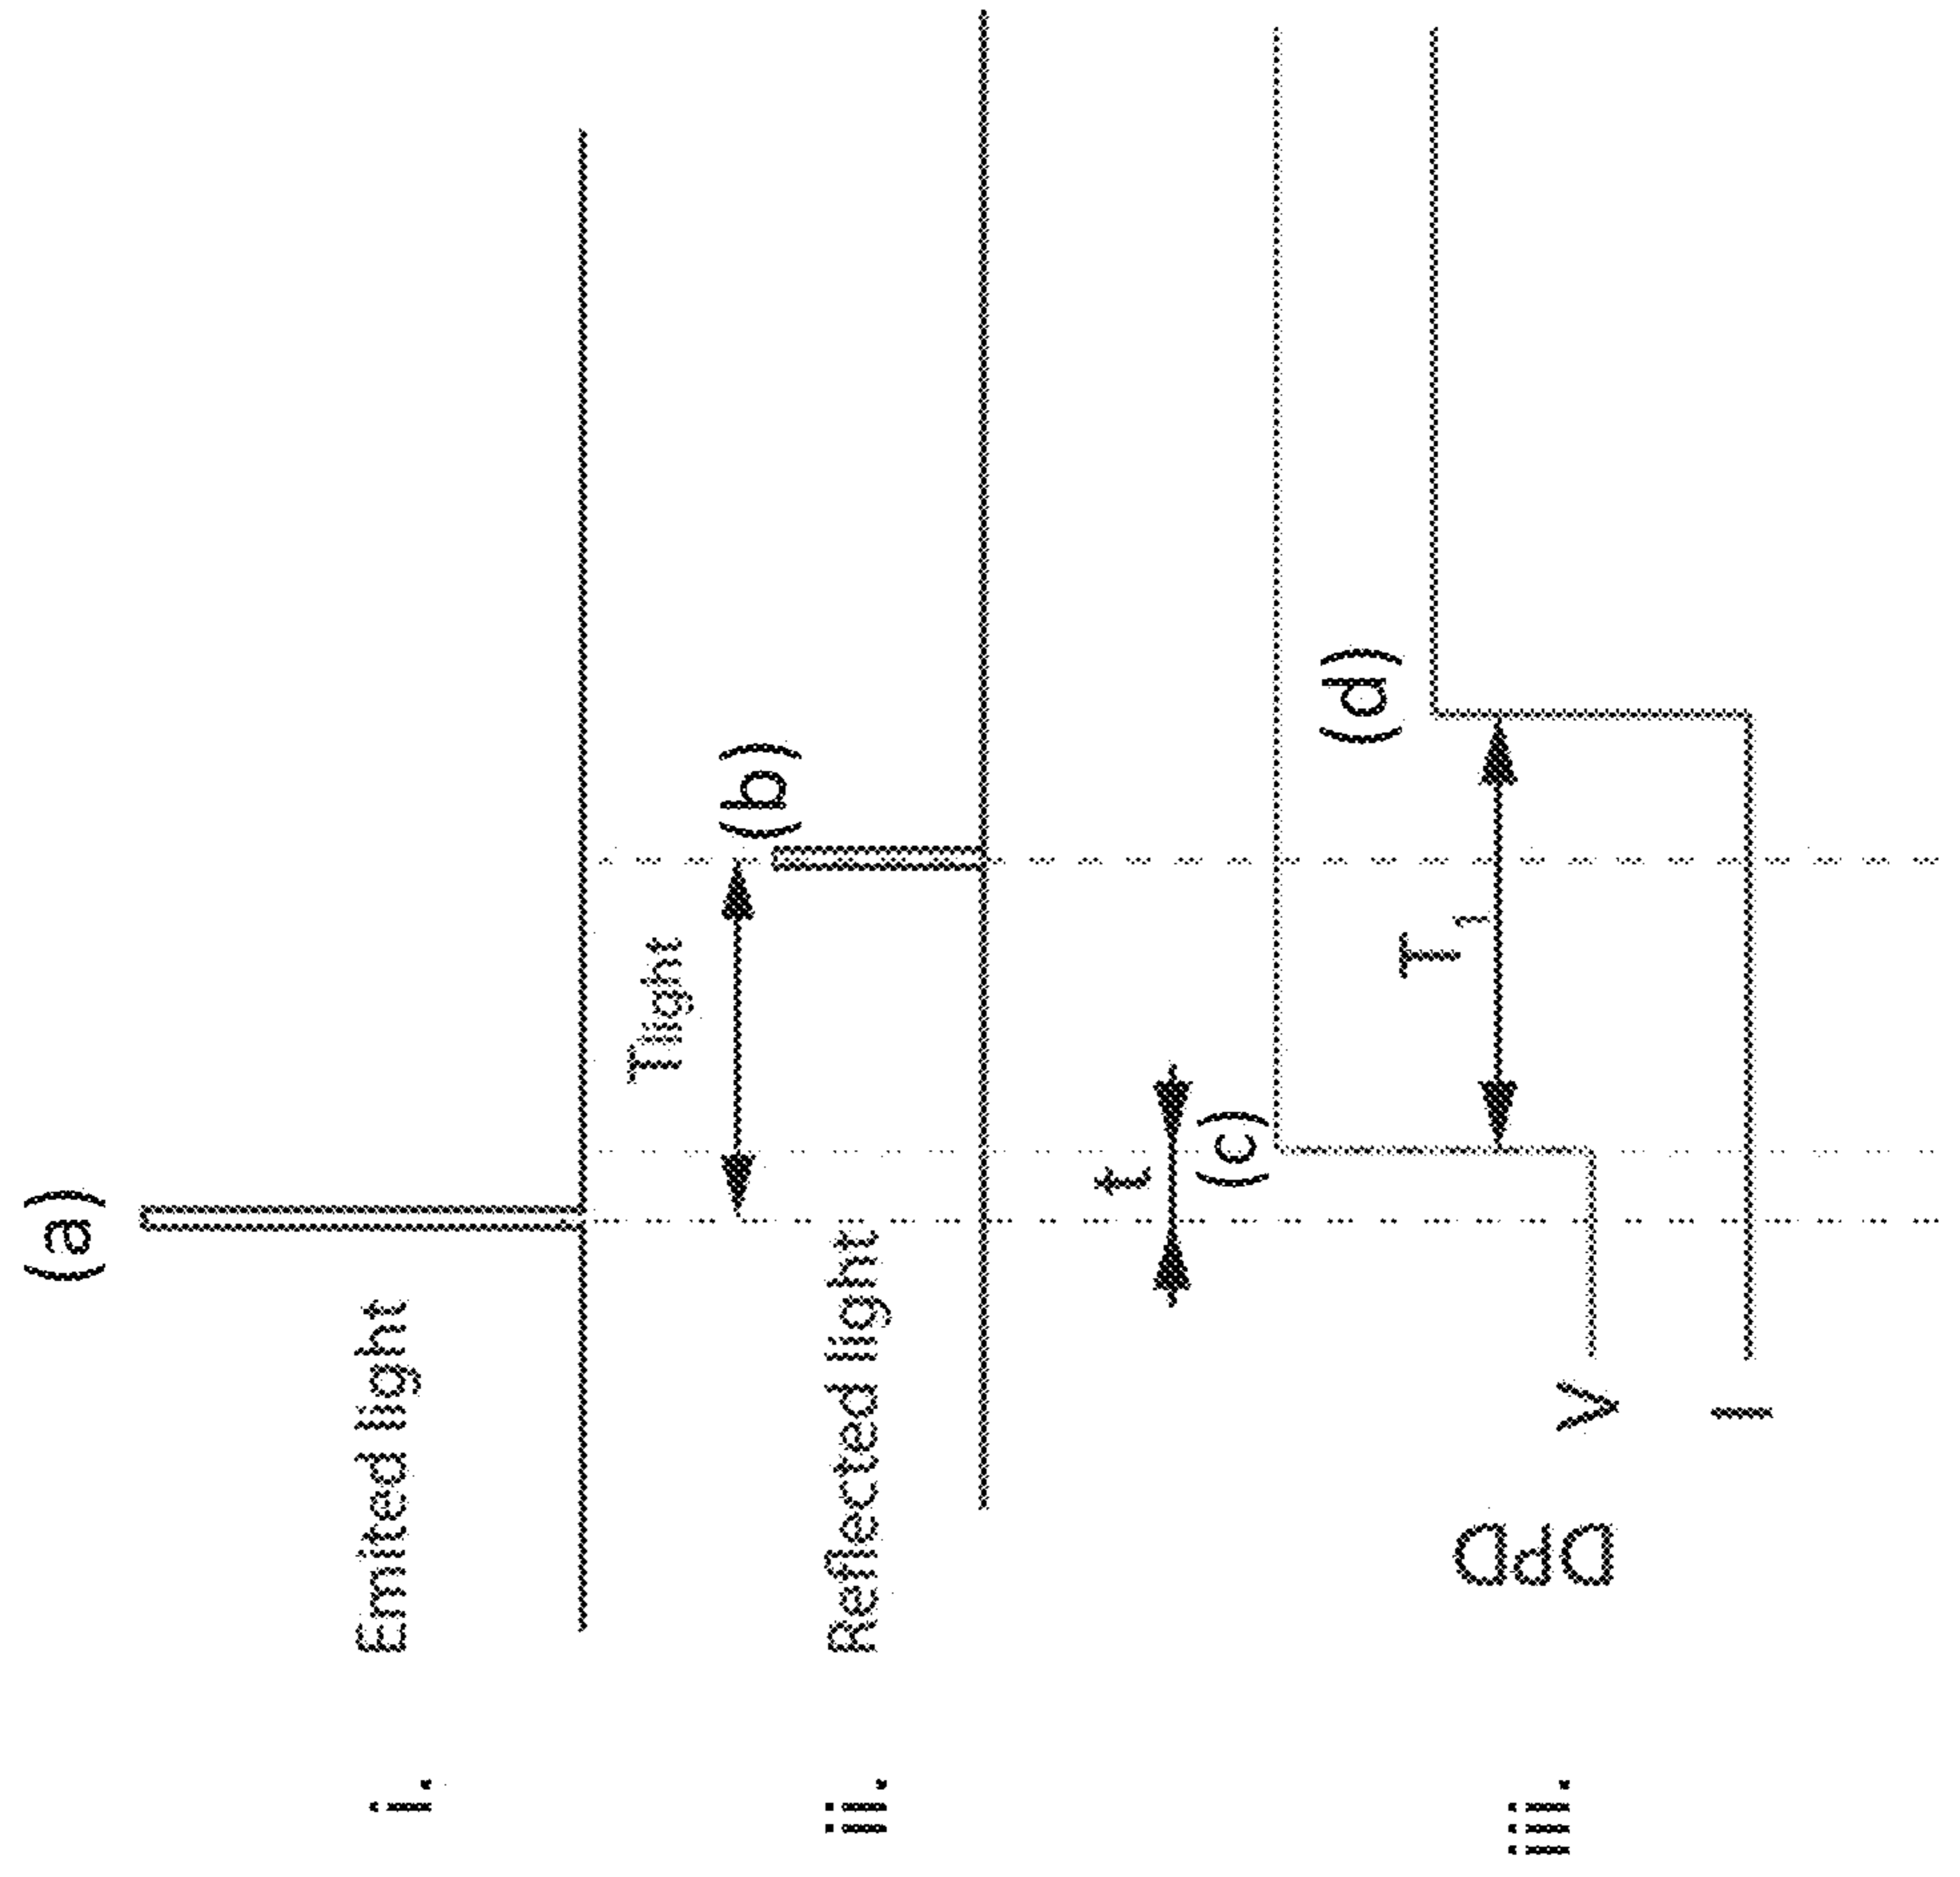 (a)
i.
Emitted light
Tlight
(b)
ii.
Reflected light
t
(c)
(d)
T1
iii.
DPD
V
I